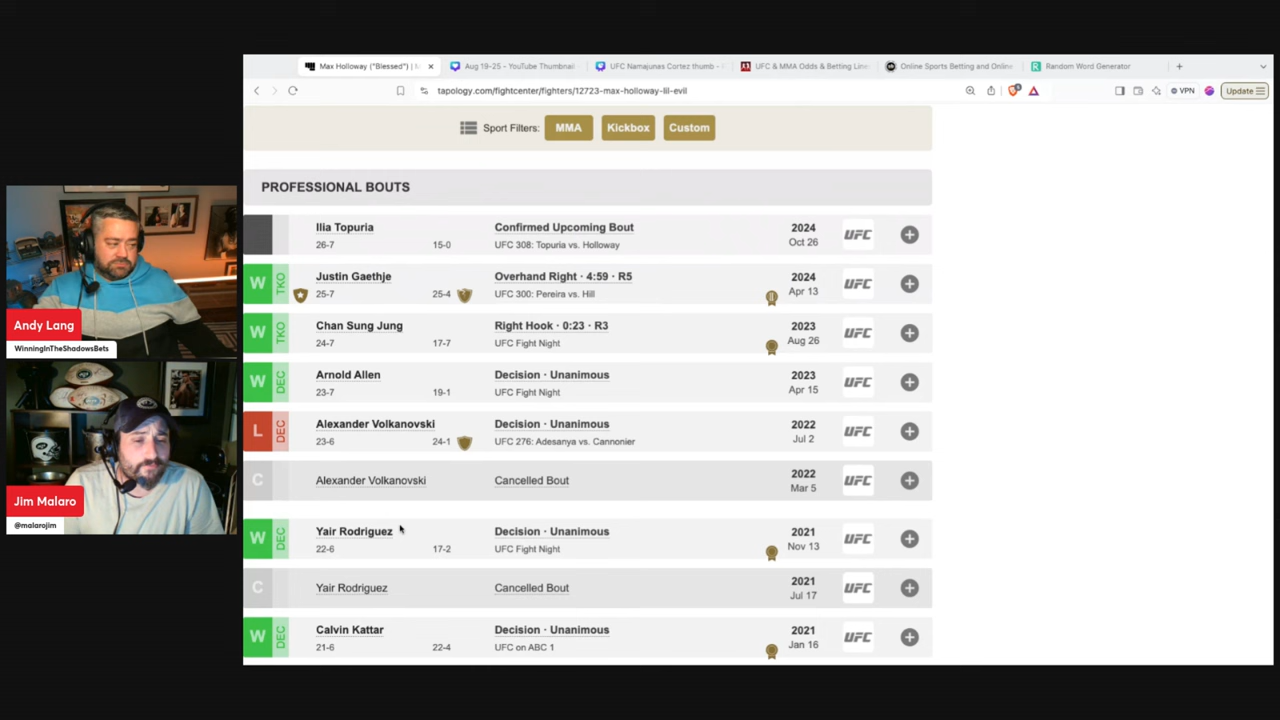 Max Holloway ("Blessed") |
Aug 19-25 - YouTube Thumbnail
UFC Namajunas Cortez thumb -
UFC & MMA Odds & Betting Line
Online Sports Betting and Online
Random Word Generator
tapology.com/fightcenter/fighters/12723-max-holloway-lil-evil
VPN
Update
Sport Filters:
MMA
Kickbox
Custom
PROFESSIONAL BOUTS
Ilia Topuria
Confirmed Upcoming Bout
2024
26-7
15-0
UFC 308: Topuria vs. Holloway
Oct 26
UFC
W
TKO
Justin Gaethje
Overhand Right · 4:59 · R5
2024
25-7
25-4
UFC 300: Pereira vs. Hill
Apr 13
UFC
W
TKO
Chan Sung Jung
Right Hook · 0:23 · R3
2023
24-7
17-7
UFC Fight Night
Aug 26
UFC
W
DEC
Arnold Allen
Decision · Unanimous
2023
23-7
19-1
UFC Fight Night
Apr 15
UFC
L
DEC
Alexander Volkanovski
Decision · Unanimous
2022
23-6
24-1
UFC 276: Adesanya vs. Cannonier
Jul 2
UFC
C
Alexander Volkanovski
Cancelled Bout
2022
Mar 5
UFC
W
DEC
Yair Rodriguez
Decision · Unanimous
2021
22-6
17-2
UFC Fight Night
Nov 13
UFC
C
Yair Rodriguez
Cancelled Bout
2021
Jul 17
UFC
W
DEC
Calvin Kattar
Decision · Unanimous
2021
21-6
22-4
UFC on ABC 1
Jan 16
UFC
Andy Lang
WinningInTheShadowsBets
Jim Malaro
@malarojim